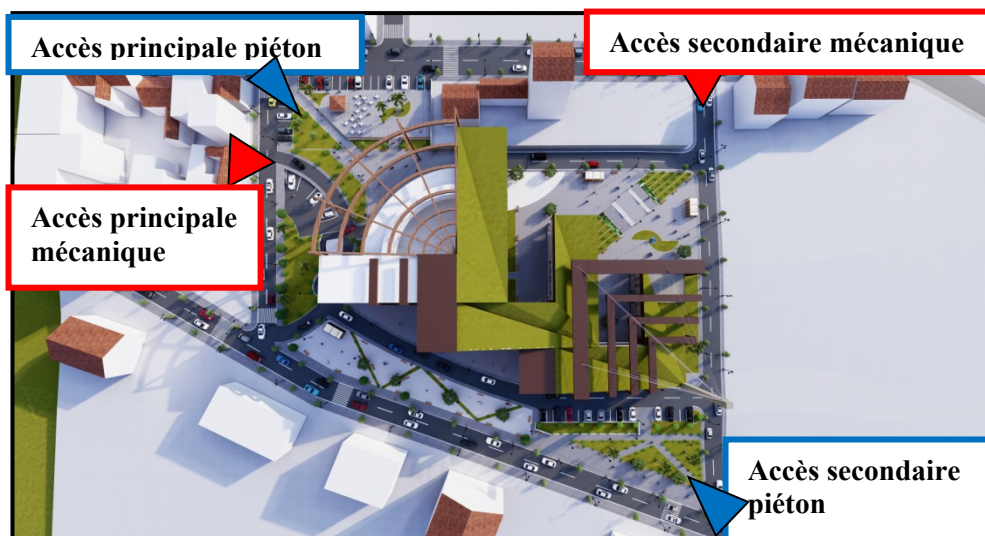 Accès principale piéton
Accès secondaire mécanique
Accès principale
mécanique
Accès secondaire
piéton